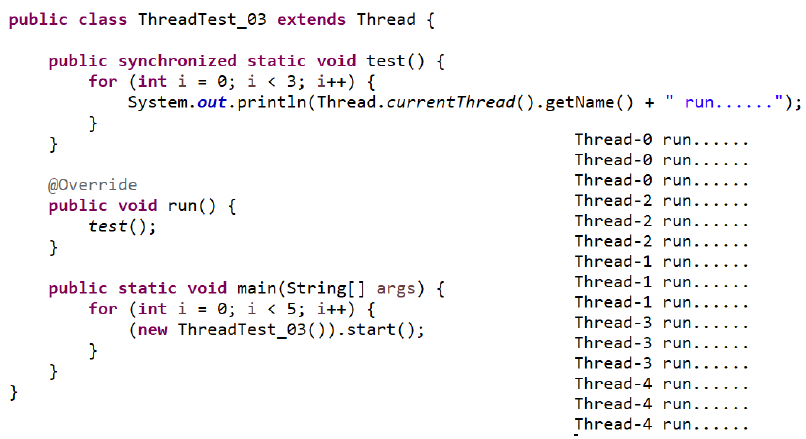 public class ThreadTest_03 extends Thread {
public synchronized static void test() {
for (int i = 0; i < 3; i++) {
System.out.println(Thread.currentThread().getName() + " run......");
}
}
@Override
public void run() {
test();
}
public static void main(String[] args) {
for (int i = 0; i < 5; i++) {
(new ThreadTest_03()).start();
}
}
}
Thread-0 run......
Thread-0 run......
Thread-0 run......
Thread-2 run......
Thread-2 run......
Thread-2 run......
Thread-1 run......
Thread-1 run......
Thread-1 run......
Thread-3 run......
Thread-3 run......
Thread-3 run......
Thread-4 run......
Thread-4 run......
Thread-4 run......